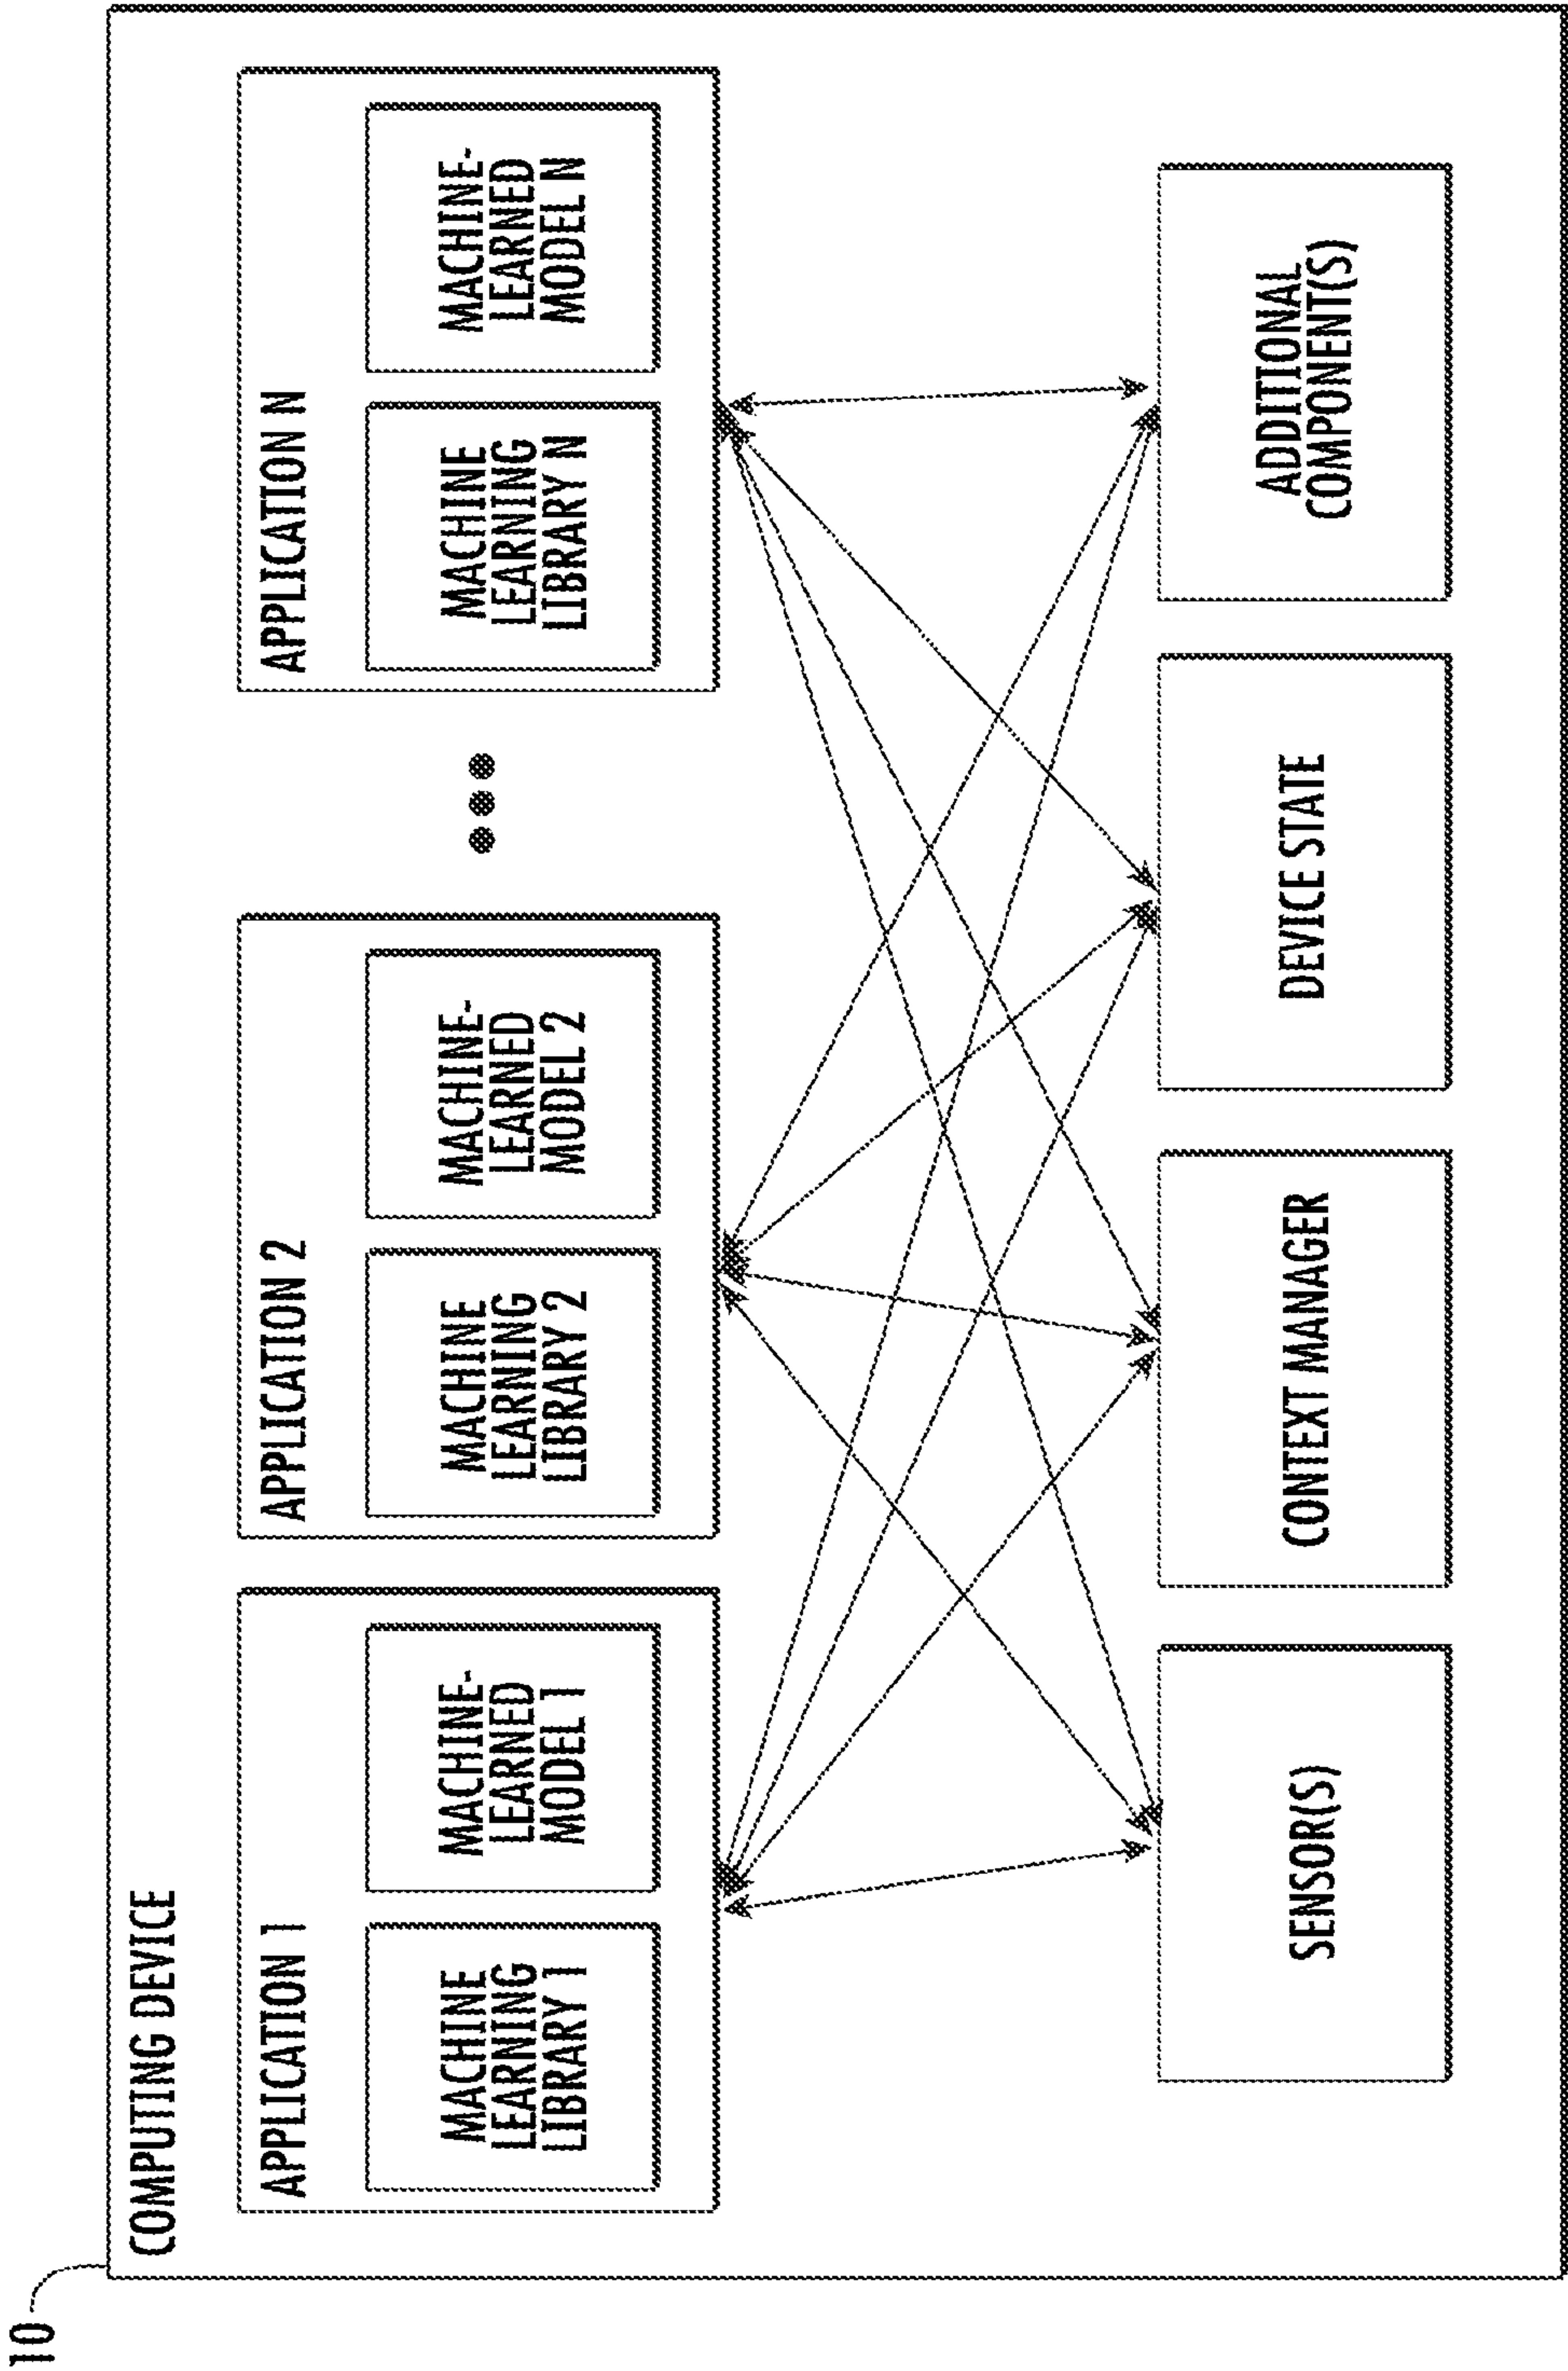 10
COMPUTING DEVICE
APPLICATION 1
MACHINE
LEARNING
LIBRARY 1
MACHINE-
LEARNED
MODEL 1
APPLICATION 2
MACHINE
LEARNING
LIBRARY 2
MACHINE-
LEARNED
MODEL 2
APPLICATION N
MACHINE
LEARNING
LIBRARY N
MACHINE-
LEARNED
MODEL N
SENSOR(S)
CONTEXT MANAGER
DEVICE STATE
ADDITIONAL
COMPONENT(S)